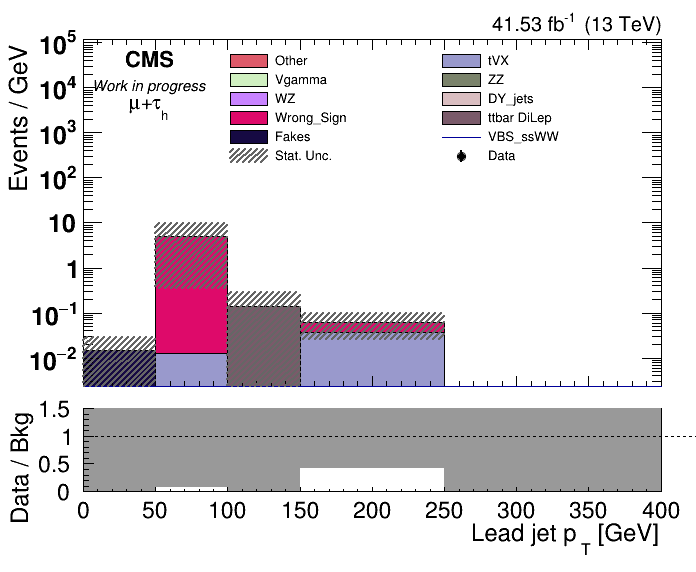 41.53 fb⁻¹ (13 TeV)
Events / GeV
10⁵
10⁴
10³
10²
10
1
10⁻¹
10⁻²
CMS
Work in progress
μ+τh
Other
Vgamma
WZ
Wrong_Sign
Fakes
Stat. Unc.
tVX
ZZ
DY_jets
ttbar DiLep
VBS_ssWW
Data
Data / Bkg
1.5
1
0.5
0
0 50 100 150 200 250 300 350 400
Lead jet pT [GeV]